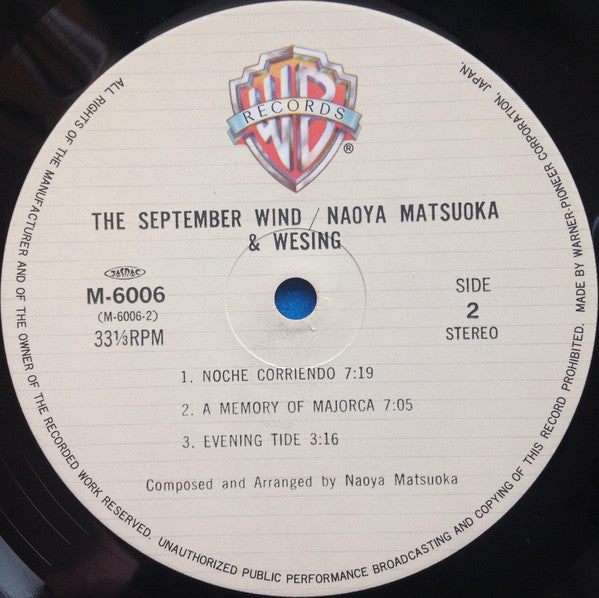 WB
RECORDS
®
THE SEPTEMBER WIND / NAOYA MATSUOKA
& WESING
JASRAC
M-6006
(M-6006-2)
33⅓RPM
SIDE
2
STEREO
1. NOCHE CORRIENDO 7:19
2. A MEMORY OF MAJORCA 7:05
3. EVENING TIDE 3:16
Composed and Arranged by Naoya Matsuoka
ALL RIGHTS OF THE MANUFACTURER AND OF THE OWNER OF THE RECORDED WORK RESERVED. UNAUTHORIZED PUBLIC PERFORMANCE BROADCASTING AND COPYING OF THIS RECORD PROHIBITED. MADE BY WARNER-PIONEER CORPORATION, JAPAN.